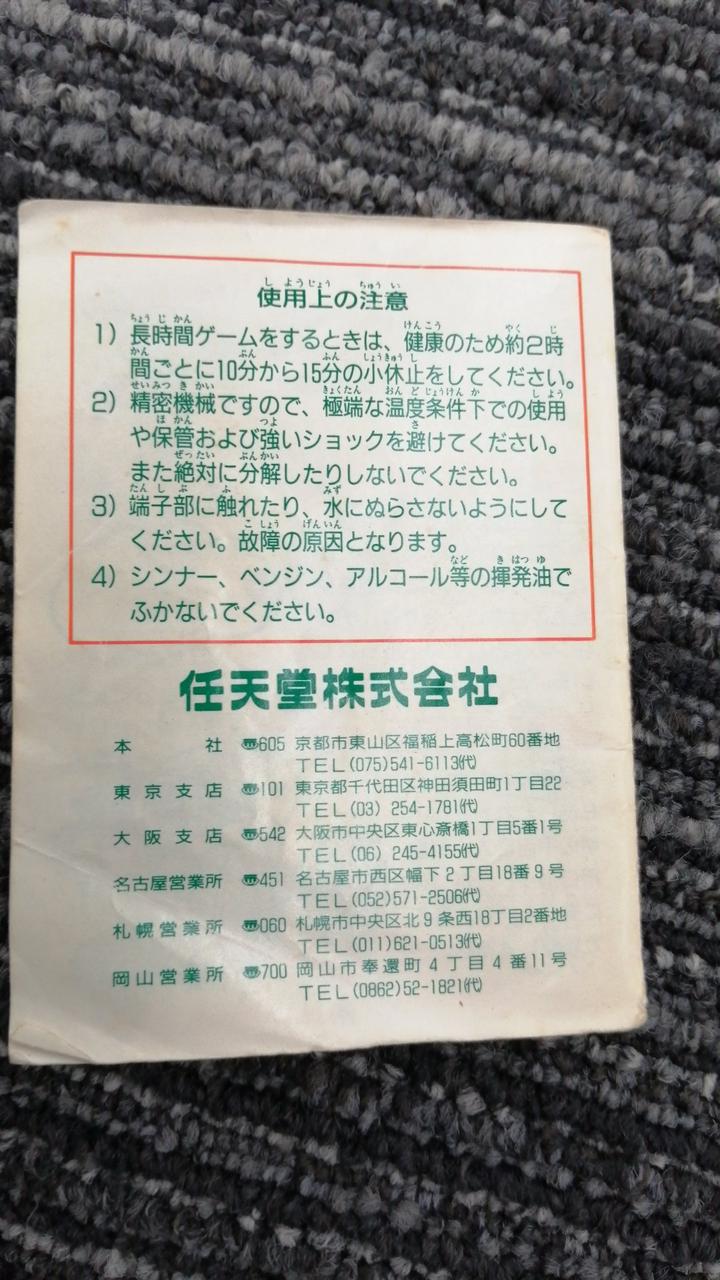 使用上の注意
1) 長時間ゲームをするときは、健康のため約2時
間ごとに10分から15分の小休止をしてください。
2) 精密機械ですので、極端な温度条件下での使用
や保管および強いショックを避けてください。
また絶対に分解したりしないでください。
3) 端子部に触れたり、水にぬらさないようにして
ください。故障の原因となります。
4) シンナー、ベンジン、アルコール等の揮発油で
ふかないでください。
任天堂株式会社
本社 〠605 京都市東山区福稲上高松町60番地
TEL(075)541-6113㈹
東京支店 〠101 東京都千代田区神田須田町1丁目22
TEL(03) 254-1781㈹
大阪支店 〠542 大阪市中央区東心斎橋1丁目5番1号
TEL(06) 245-4155㈹
名古屋営業所 〠451 名古屋市西区幅下2丁目18番9号
TEL(052)571-2506㈹
札幌営業所 〠060 札幌市中央区北9条西18丁目2番地
TEL(011)621-0513㈹
岡山営業所 〠700 岡山市奉還町4丁目4番11号
TEL(0862)52-1821㈹